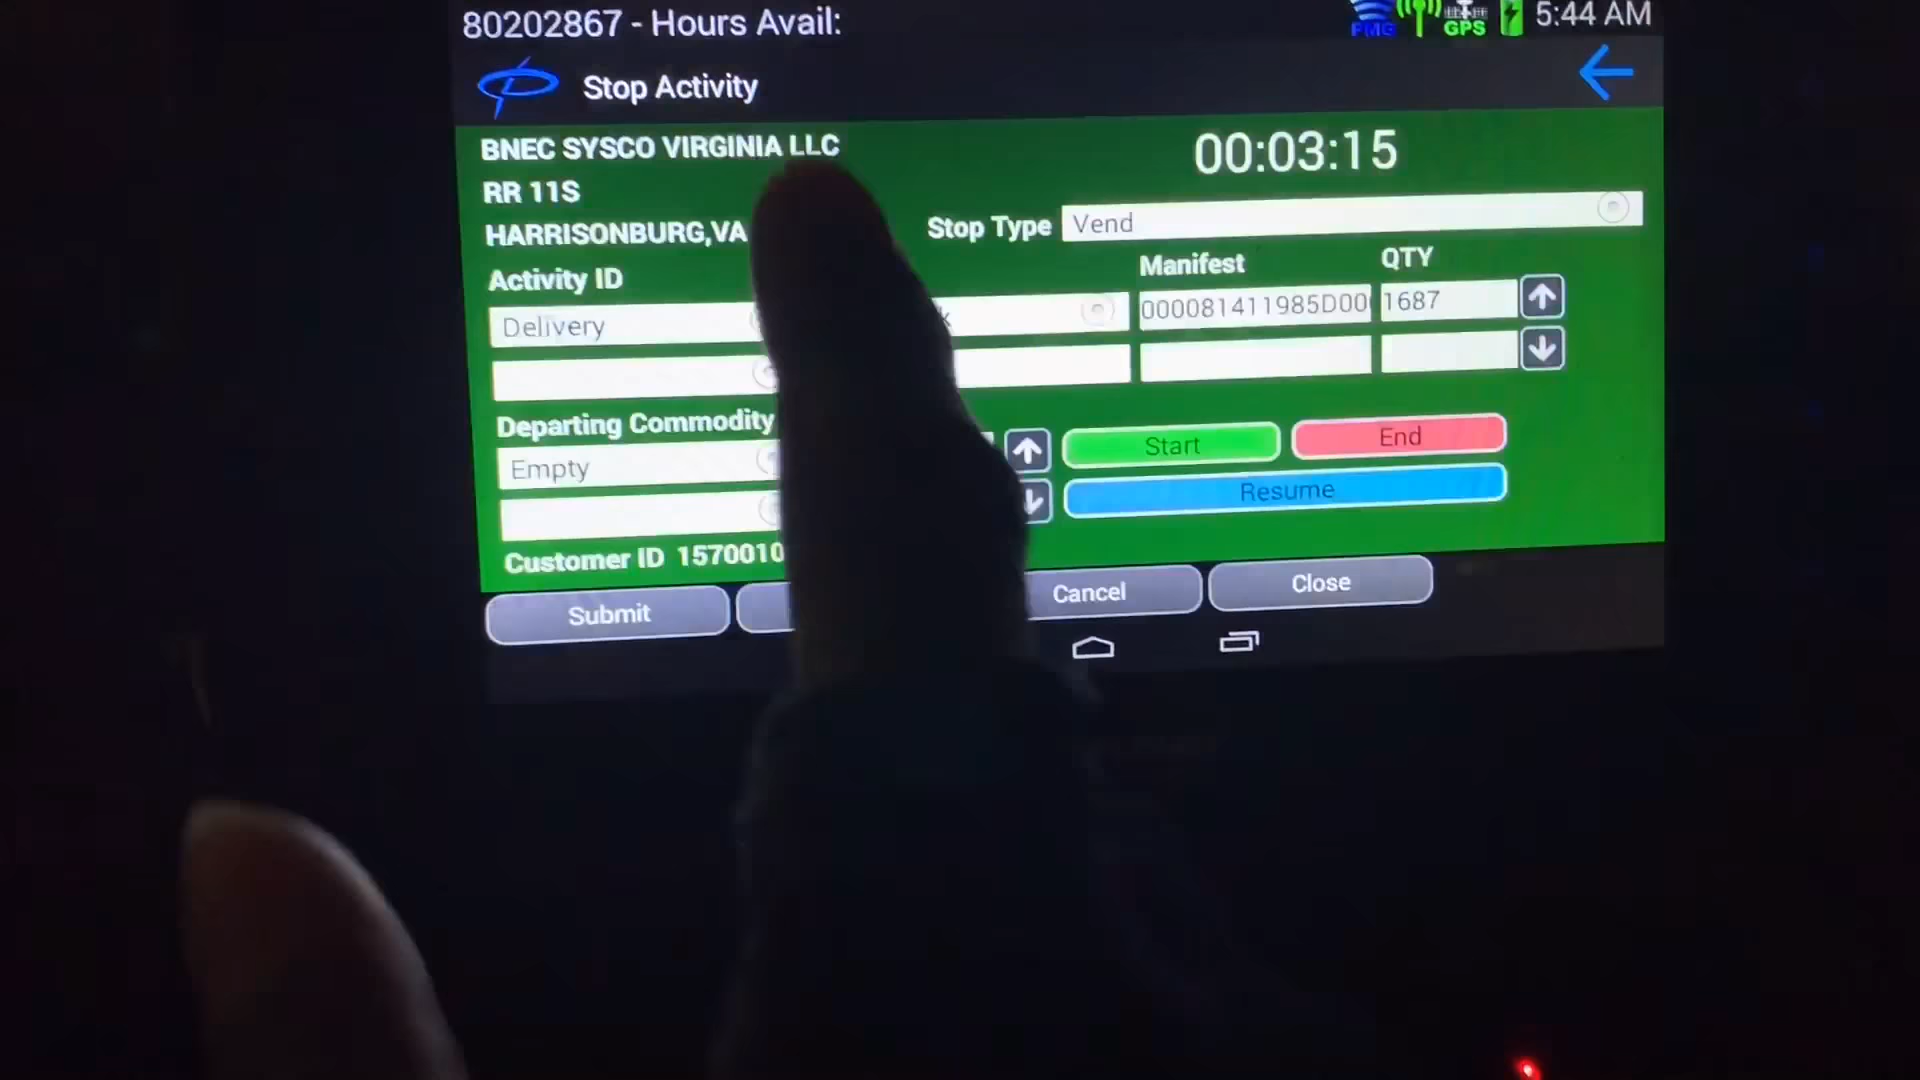 80202867 - Hours Avail:
FMG GPS 5:44 AM
Stop Activity
BNEC SYSCO VIRGINIA LLC
00:03:15
RR 11S
HARRISONBURG,VA
Stop Type Vend
Activity ID Manifest QTY
Delivery 000081411985D00 1687
Departing Commodity
Start End
Empty
Resume
Customer ID 1570010
Submit Cancel Close